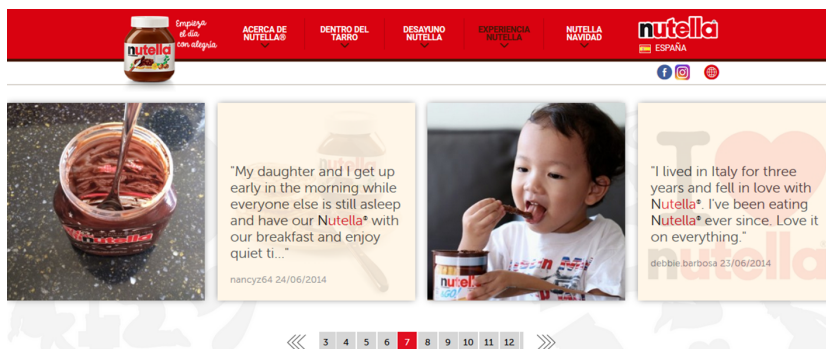 Empieza
el día
con alegría
nutella
ACERCA DE
NUTELLA®
DENTRO DEL
TARRO
DESAYUNO
NUTELLA
EXPERIENCIA
NUTELLA
NUTELLA
NAVIDAD
nutella®
ESPAÑA
nutella
"My daughter and I get up
early in the morning while
everyone else is still asleep
and have our Nutella® with
our breakfast and enjoy
quiet ti..."
nancyz64 24/06/2014
nutel
GO!
"I lived in Italy for three
years and fell in love with
Nutella®. I've been eating
Nutella® ever since. Love it
on everything."
debbie.barbosa 23/06/2014
I
nutella
3 4 5 6 7 8 9 10 11 12